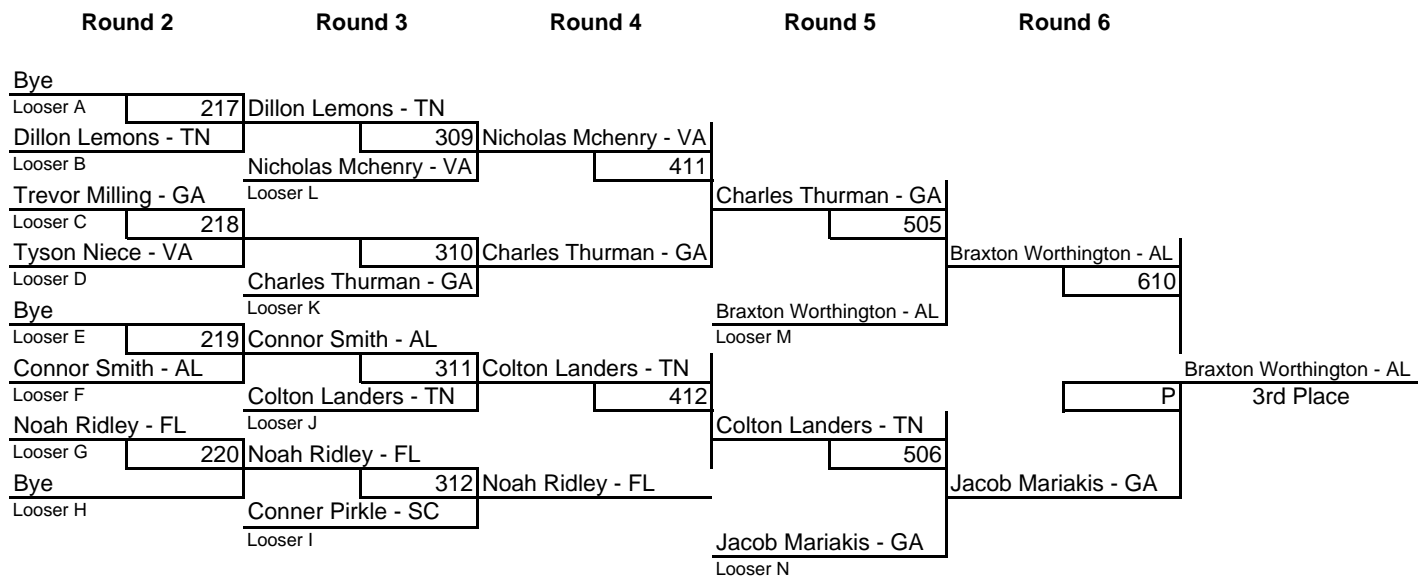 Round 2 Round 3 Round 4 Round 5 Round 6
Bye
Looser A 217 Dillon Lemons - TN
Dillon Lemons - TN 309 Nicholas Mchenry - VA
Looser B Nicholas Mchenry - VA 411
Trevor Milling - GA Looser L Charles Thurman - GA
Looser C 218 505
Tyson Niece - VA 310 Charles Thurman - GA Braxton Worthington - AL
Looser D Charles Thurman - GA 610
Bye Looser K Braxton Worthington - AL
Looser E 219 Connor Smith - AL Looser M
Connor Smith - AL 311 Colton Landers - TN Braxton Worthington - AL
Looser F Colton Landers - TN 412 P 3rd Place
Noah Ridley - FL Looser J Colton Landers - TN
Looser G 220 Noah Ridley - FL 506
Bye 312 Noah Ridley - FL Jacob Mariakis - GA
Looser H Conner Pirkle - SC
Looser I Jacob Mariakis - GA
Looser N